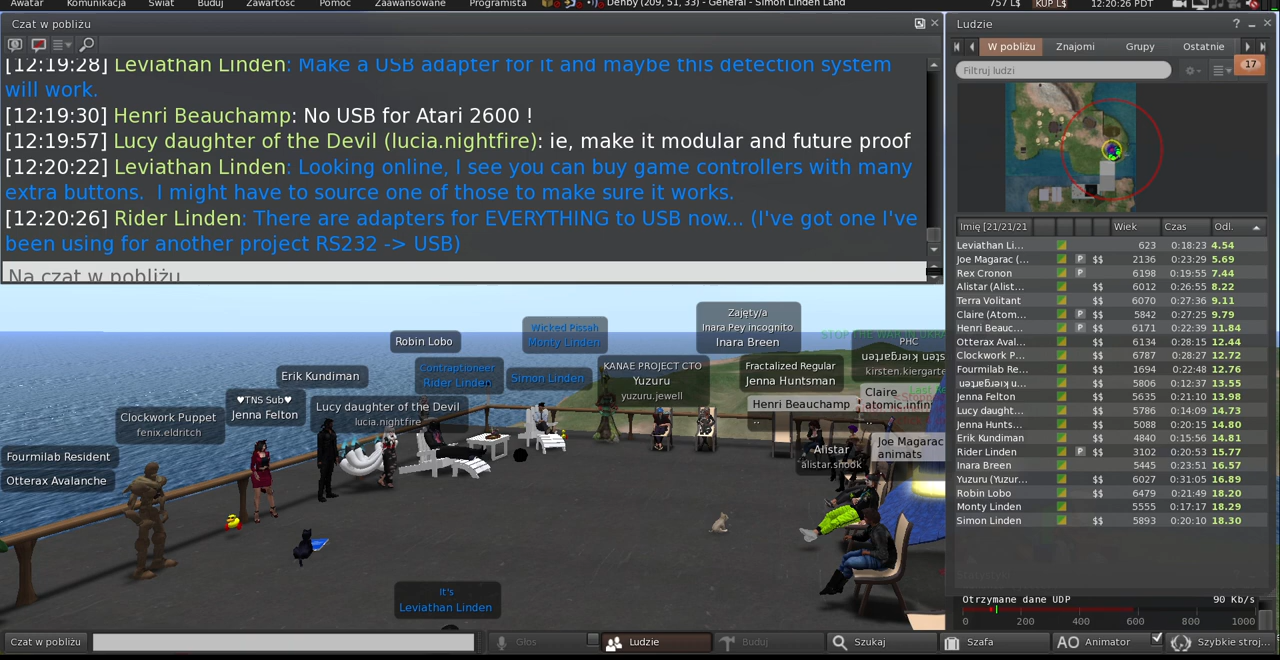 Awatar Komunikacja Świat Buduj Zawartość Pomoc Zaawansowane Programista Denby (209, 51, 33) - General - Simon Linden Land 757 L$ KUP L$ 12:20:26 PDT
Czat w pobliżu
[12:19:28] Leviathan Linden: Make a USB adapter for it and maybe this detection system
will work.
[12:19:30] Henri Beauchamp: No USB for Atari 2600 !
[12:19:57] Lucy daughter of the Devil (lucia.nightfire): ie, make it modular and future proof
[12:20:22] Leviathan Linden: Looking online, I see you can buy game controllers with many
extra buttons. I might have to source one of those to make sure it works.
[12:20:26] Rider Linden: There are adapters for EVERYTHING to USB now... (I've got one I've
been using for another project RS232 -> USB)
Na czat w pobliżu
Zajęty/a
Inara Pey incognito
Inara Breen
Wicked Pissah
Monty Linden
Robin Lobo
STOP THE WAR IN UKRA
PHC
kirsten.kiergarte
Contraptioneer
Rider Linden
Simon Linden
KANAE PROJECT CTO
Yuzuru
yuzuru.jewell
Fractalized Regular
Jenna Huntsman
Erik Kundiman
♥TNS Sub♥
Jenna Felton
Lucy daughter of the Devil
lucia.nightfire
Henri Beauchamp
..
Claire
atomic.infin
Clockwork Puppet
fenix.eldritch
Joe Magarac
animats
Alistar
alistar.snook
Fourmilab Resident
Otterax Avalanche
It's
Leviathan Linden
Ludzie
W pobliżu Znajomi Grupy Ostatnie
Filtruj ludzi
17
Imię [21/21/21 Wiek Czas Odl.
Leviathan Li... 623 0:18:23 4.54
Joe Magarac (... P $$ 2136 0:23:29 5.69
Rex Cronon P 6198 0:19:55 7.44
Alistar (Alist... $$ 6012 0:26:55 8.22
Terra Volitant $$ 6070 0:27:36 9.11
Claire (Atom... P $$ 5842 0:27:25 9.79
Henri Beauc... P $$ 6171 0:22:39 11.84
Otterax Aval... $$ 6134 0:28:15 12.44
Clockwork P... $$ 6787 0:28:27 12.72
Fourmilab Re... $$ 1694 0:22:48 12.76
$$ 5806 0:12:37 13.55
Jenna Felton $$ 5635 0:21:10 13.98
Lucy daught... $$ 5786 0:14:09 14.73
Jenna Hunts... $$ 5088 0:20:15 14.80
Erik Kundiman $$ 4840 0:15:56 14.81
Rider Linden P $$ 3102 0:20:53 15.77
Inara Breen 5445 0:23:51 16.57
Yuzuru (Yuzur... $$ 6027 0:31:05 16.89
Robin Lobo $$ 6479 0:21:49 18.20
Monty Linden 5555 0:17:17 18.29
Simon Linden $$ 5893 0:20:10 18.30
Otrzymane dane UDP 90 Kb/s
0 200 400 600 800 1000
Czat w pobliżu Głos Ludzie Buduj Szukaj Szafa AO Animator Szybkie stroj...